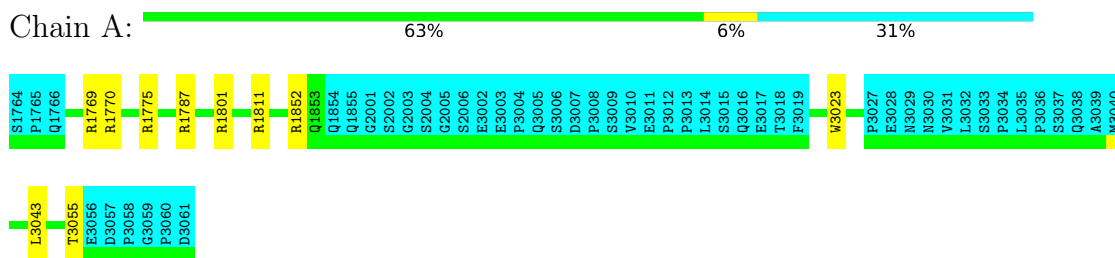 Chain A:
63% 6% 31%
S1764 P1765 Q1766 R1769 R1770 R1775 R1787 R1801 R1811 R1852 Q1853 Q1854 Q1855 G2001 S2002 G2003 S2004 G2005 S2006 E3002 E3003 P3004 Q3005 S3006 D3007 P3008 S3009 V3010 E3011 P3012 P3013 L3014 S3015 Q3016 E3017 T3018 F3019 W3023 P3027 E3028 N3029 N3030 V3031 L3032 S3033 P3034 L3035 P3036 S3037 Q3038 A3039 M3040
L3043 T3055 E3056 D3057 P3058 G3059 P3060 D3061